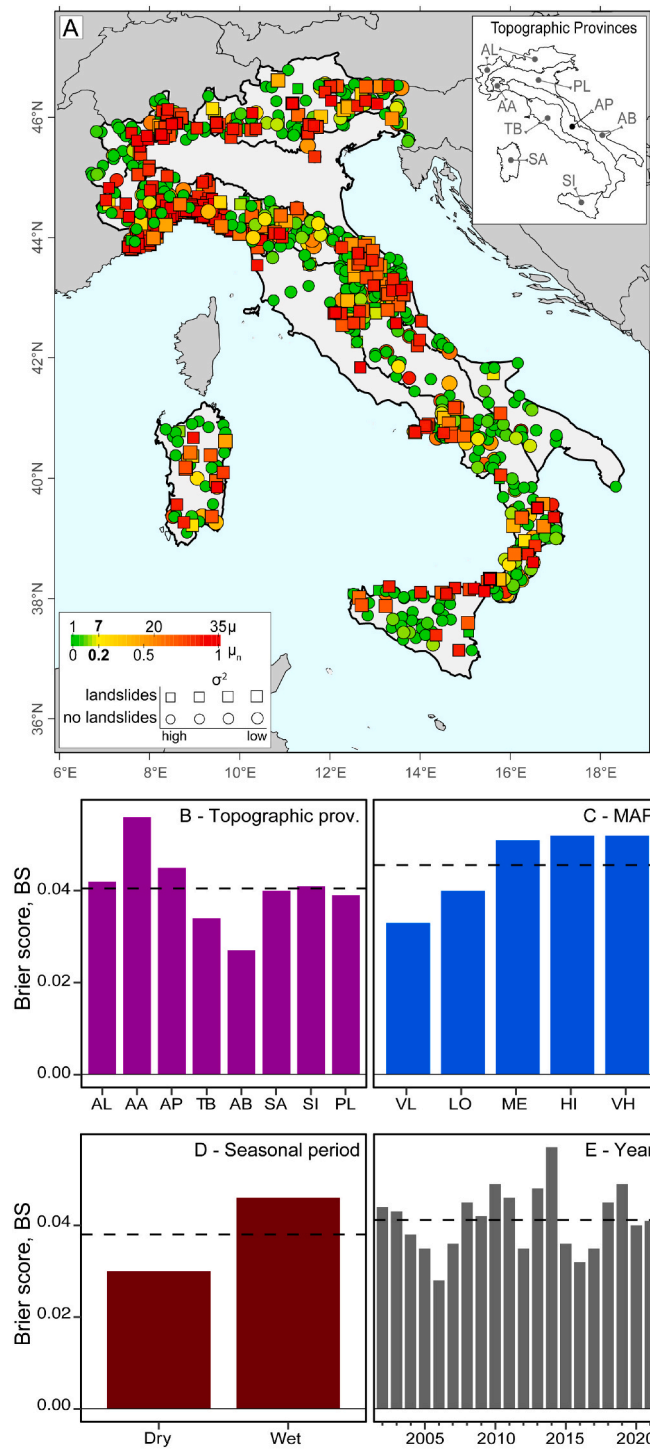 A
Topographic Provinces
AL
PL
AA
AP
TB
AB
SA
SI
46°N
44°N
42°N
40°N
38°N
36°N
1 7 20 35 μ
0 0.2 0.5 1 μn
σ²
landslides
no landslides
high low
6°E 8°E 10°E 12°E 14°E 16°E 18°E
B - Topographic prov.
Brier score, BS
0.04
0.02
0.00
AL AA AP TB AB SA SI PL
C - MAP
VL LO ME HI VH
D - Seasonal period
Brier score, BS
0.04
0.02
0.00
Dry Wet
E - Year
2005 2010 2015 2020